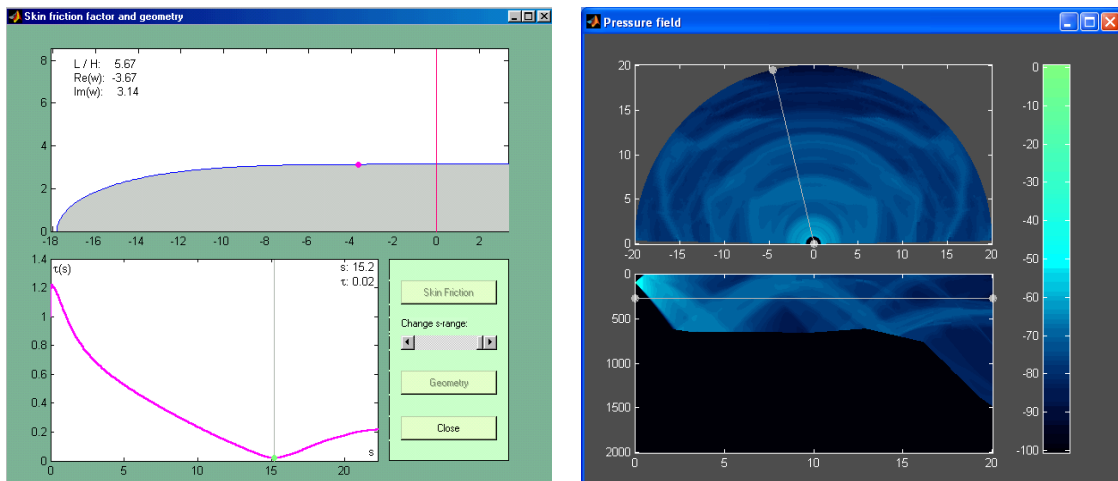 Skin friction factor and geometry
L / H: 5.67
Re(w): -3.67
Im(w): 3.14
8
6
4
2
0
-18 -16 -14 -12 -10 -8 -6 -4 -2 0 2
1.4
1.2
1
0.8
0.6
0.4
0.2
0
τ(s)
s: 15.2
τ: 0.02
s
0 5 10 15 20
Skin Friction
Change s-range:
Geometry
Close
Pressure field
20
15
10
5
0
-20 -15 -10 -5 0 5 10 15 20
0
500
1000
1500
2000
0 5 10 15 20
0
-10
-20
-30
-40
-50
-60
-70
-80
-90
-100